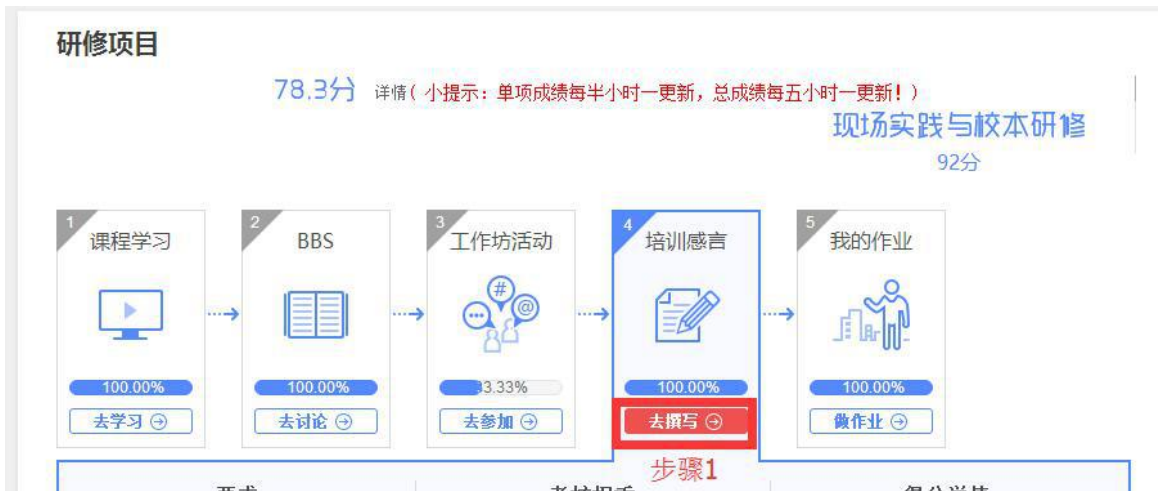 研修项目
78.3分 详情( 小提示：单项成绩每半小时一更新，总成绩每五小时一更新！)
现场实践与校本研修
92分
1 2 3 4 5
课程学习 BBS 工作坊活动 培训感言 我的作业
# @
100.00% 100.00% 3.33% 100.00% 100.00%
去学习 去讨论 去参加 去撰写 做作业
步骤1